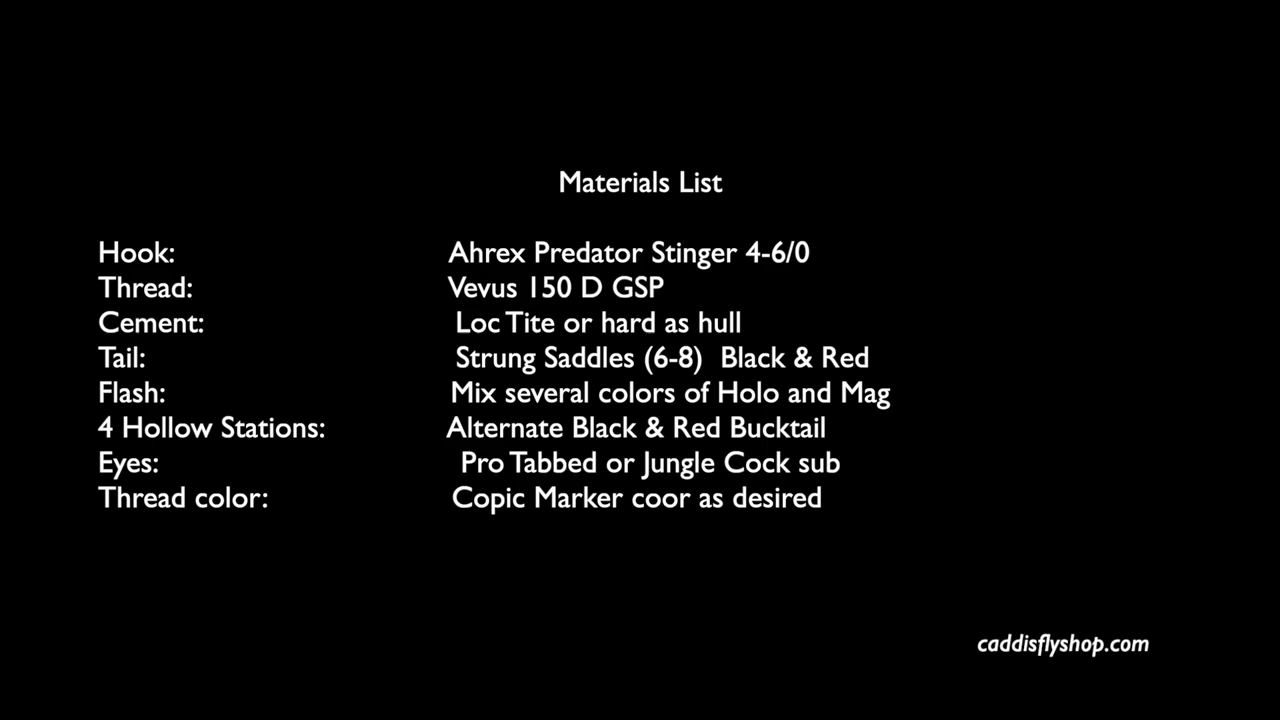 Materials List
Hook: Ahrex Predator Stinger 4-6/0
Thread: Vevus 150 D GSP
Cement: Loc Tite or hard as hull
Tail: Strung Saddles (6-8) Black & Red
Flash: Mix several colors of Holo and Mag
4 Hollow Stations: Alternate Black & Red Bucktail
Eyes: Pro Tabbed or Jungle Cock sub
Thread color: Copic Marker coor as desired
caddisflyshop.com